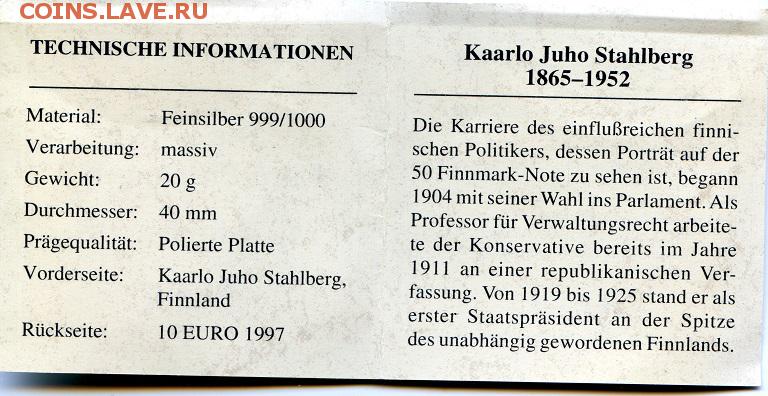 COINS.LAVE.RU
TECHNISCHE INFORMATIONEN
Material: Feinsilber 999/1000
Verarbeitung: massiv
Gewicht: 20 g
Durchmesser: 40 mm
Prägequalität: Polierte Platte
Vorderseite: Kaarlo Juho Stahlberg,
Finnland
Rückseite: 10 EURO 1997
Kaarlo Juho Stahlberg
1865–1952
Die Karriere des einflußreichen finni-
schen Politikers, dessen Porträt auf der
50 Finnmark-Note zu sehen ist, begann
1904 mit seiner Wahl ins Parlament. Als
Professor für Verwaltungsrecht arbeite-
te der Konservative bereits im Jahre
1911 an einer republikanischen Ver-
fassung. Von 1919 bis 1925 stand er als
erster Staatspräsident an der Spitze
des unabhängig gewordenen Finnlands.